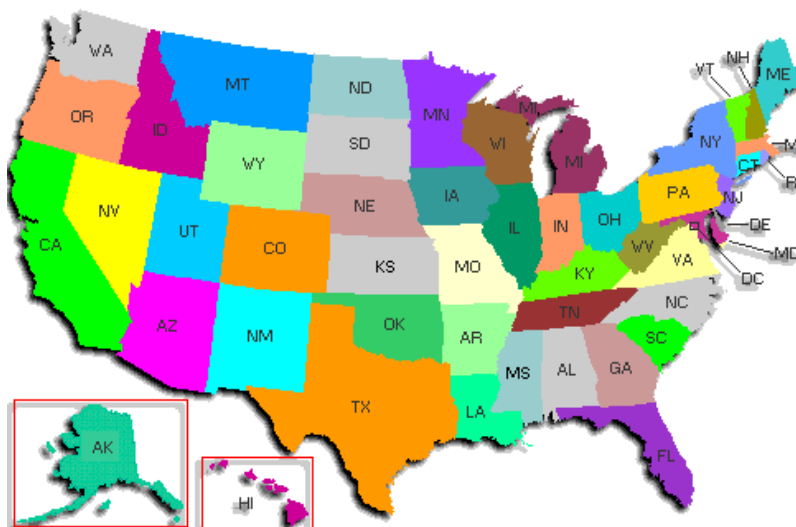 WA
MT
ND
MN
MI
VT
NH
ME
OR
ID
SD
WI
MI
NY
M
WY
R
CT
IA
PA
NJ
NV
NE
OH
DE
IL
IN
UT
CA
CO
WV
MD
KS
MO
VA
DC
KY
NC
TN
AZ
NM
OK
AR
SC
MS
AL
GA
TX
LA
AK
FL
HI